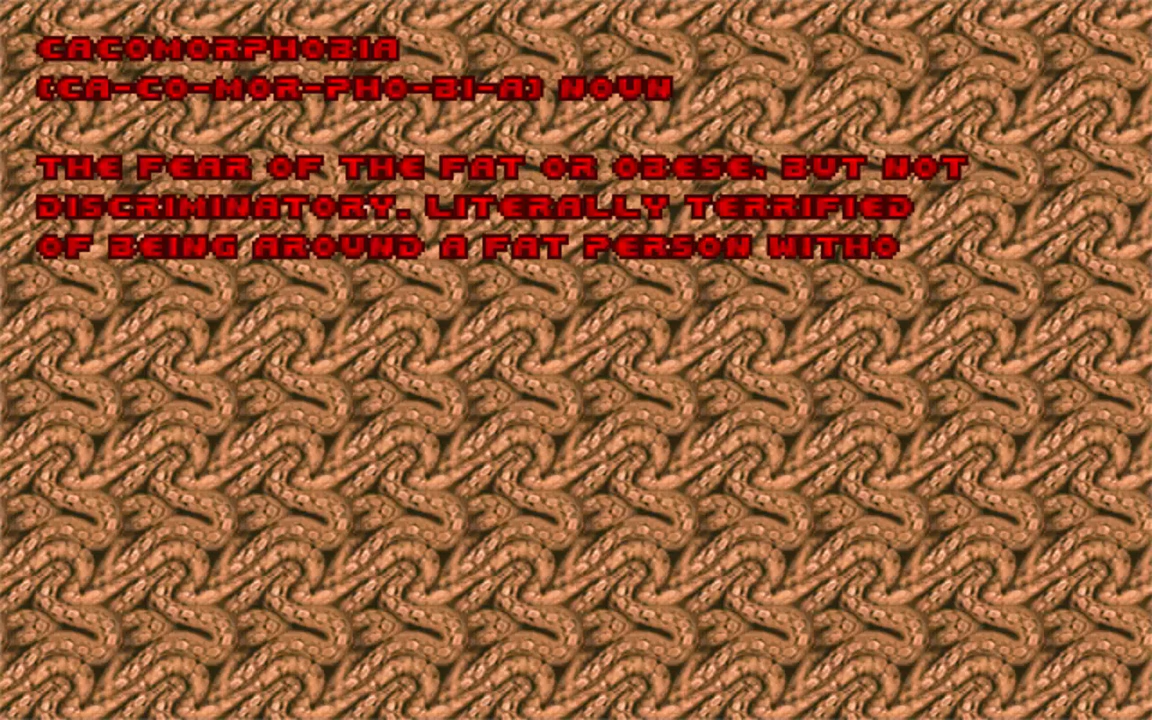 CACOMORPHOBIA
(CA-CO-MOR-PHO-BI-A) NOUN
THE FEAR OF THE FAT OR OBESE, BUT NOT
DISCRIMINATORY. LITERALLY TERRIFIED
OF BEING AROUND A FAT PERSON WITHO